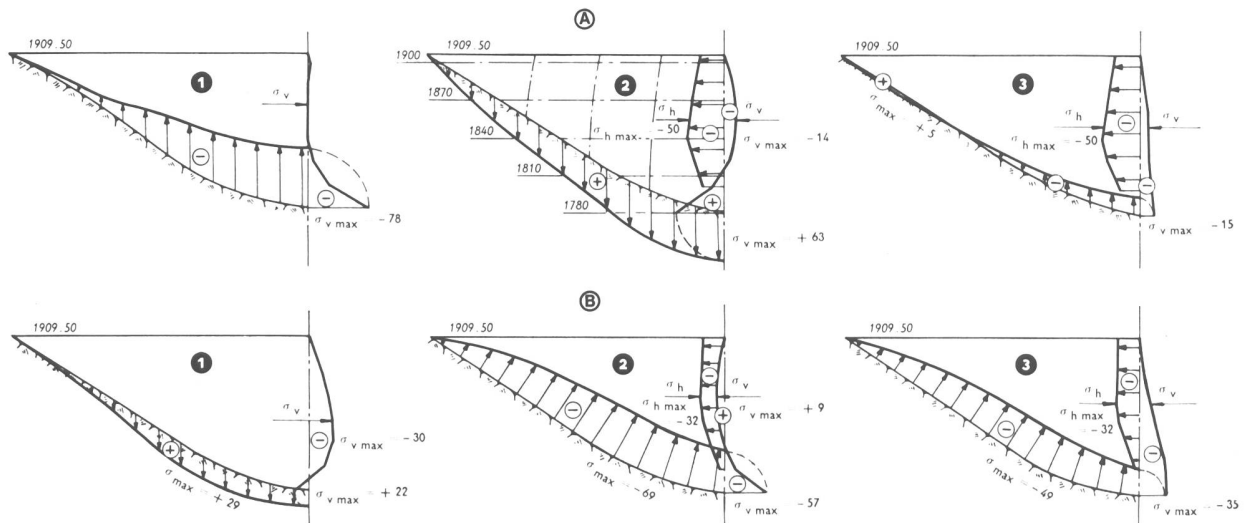 A
1909.50
1
σ v
σ v max - 78
1900
1909.50
1870
1840
1810
1780
2
σ h
σ h max - 50
σ v
σ v max - 14
σ v max + 63
1909.50
3
σ max + 5
σ h
σ h max = - 50
σ v
σ v max - 15
B
1909.50
1
σ v
σ v max - 30
σ max = + 29
σ v max + 22
1909.50
2
σ h
σ h max - 32
σ v
σ v max + 9
σ max = - 69
σ v max - 57
1909.50
3
σ h
σ h max - 32
σ v
σ max = - 49
σ v max - 35